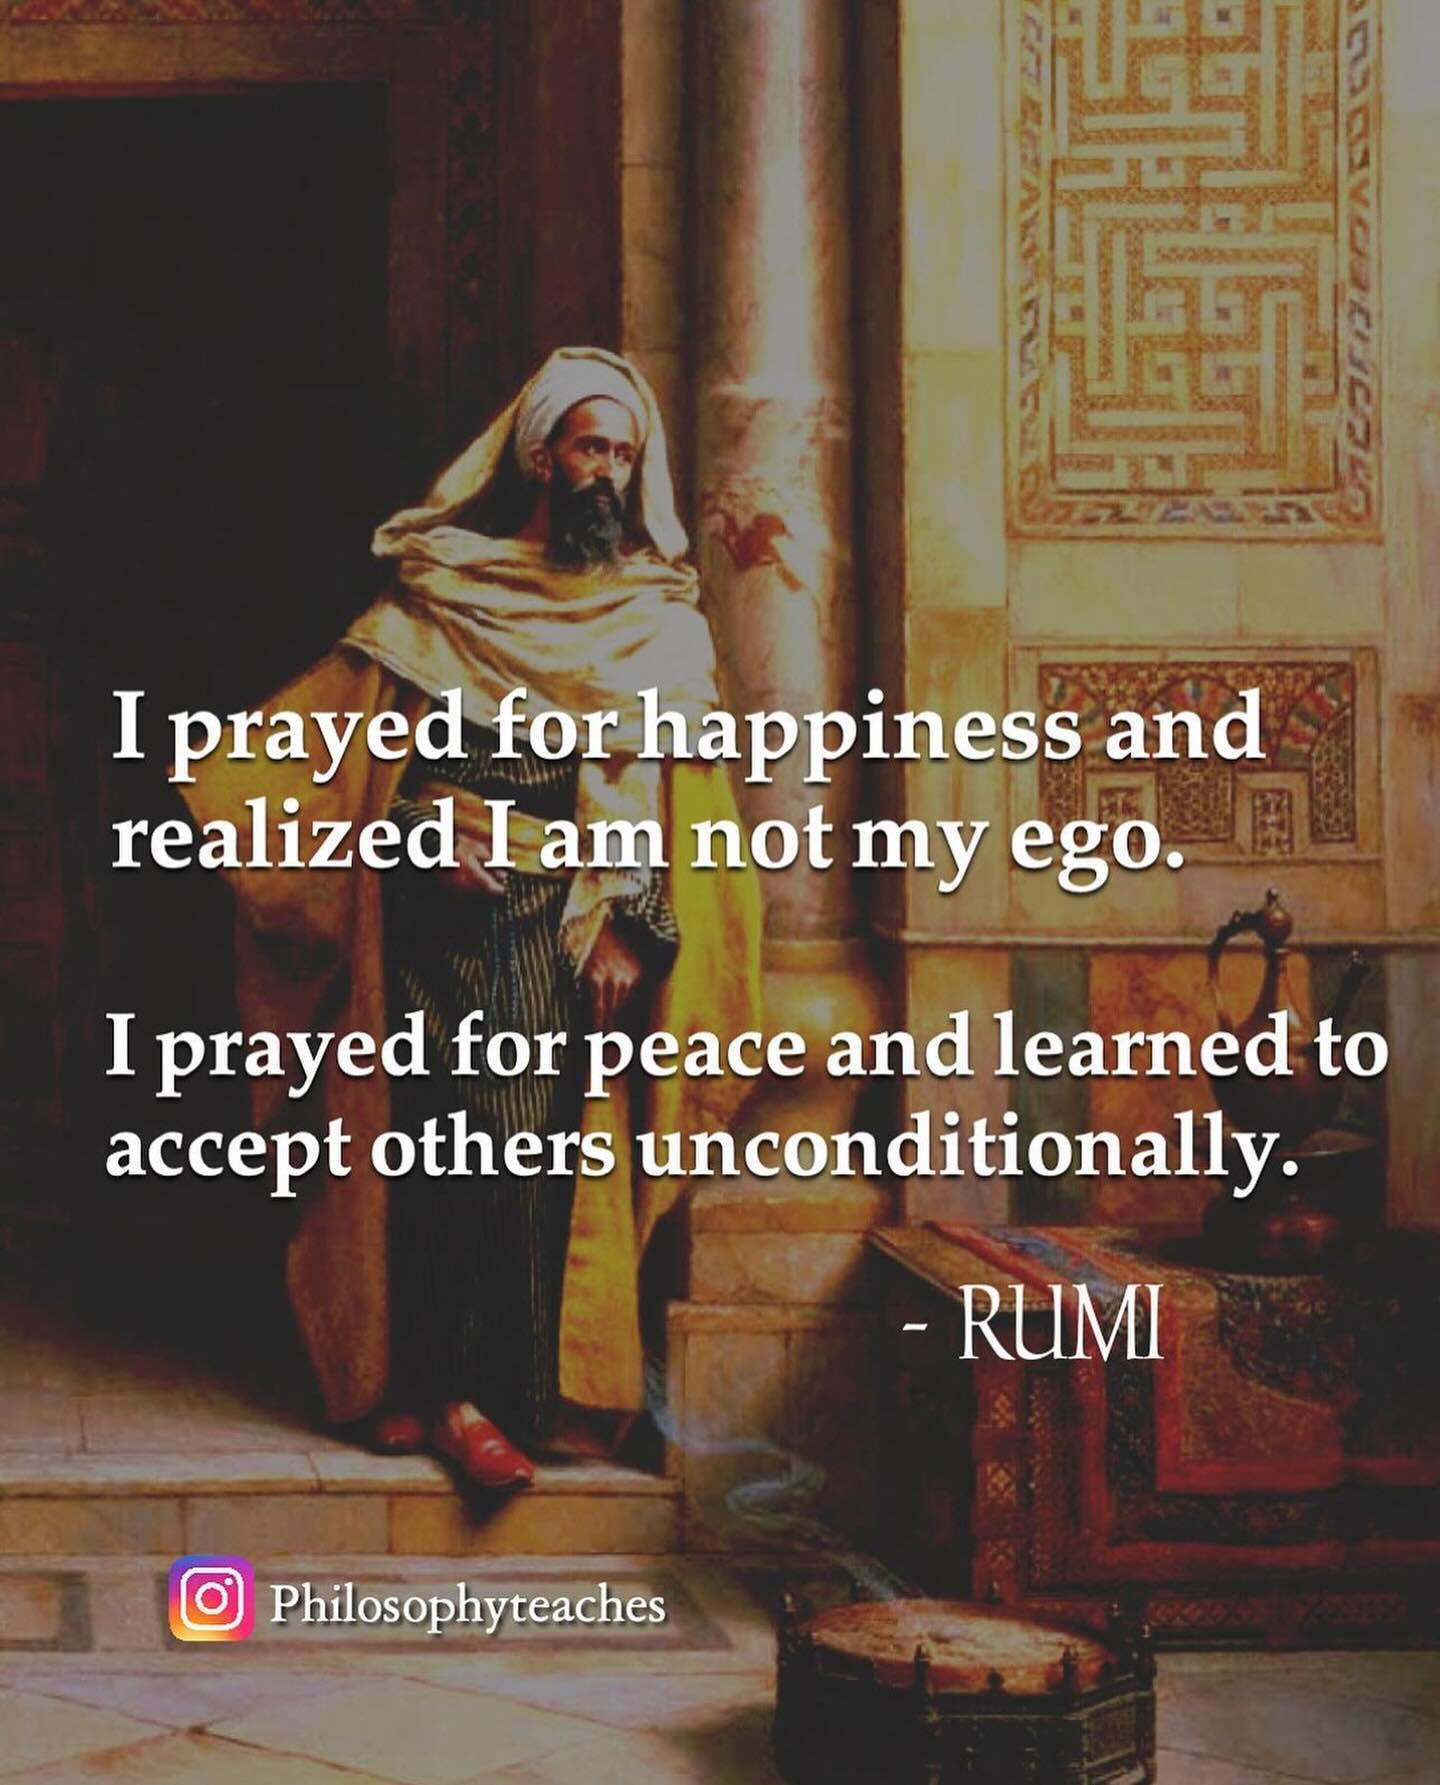 I prayed for happiness and
realized I am not my ego.
I prayed for peace and learned to
accept others unconditionally.
- RUMI
Philosophyteaches